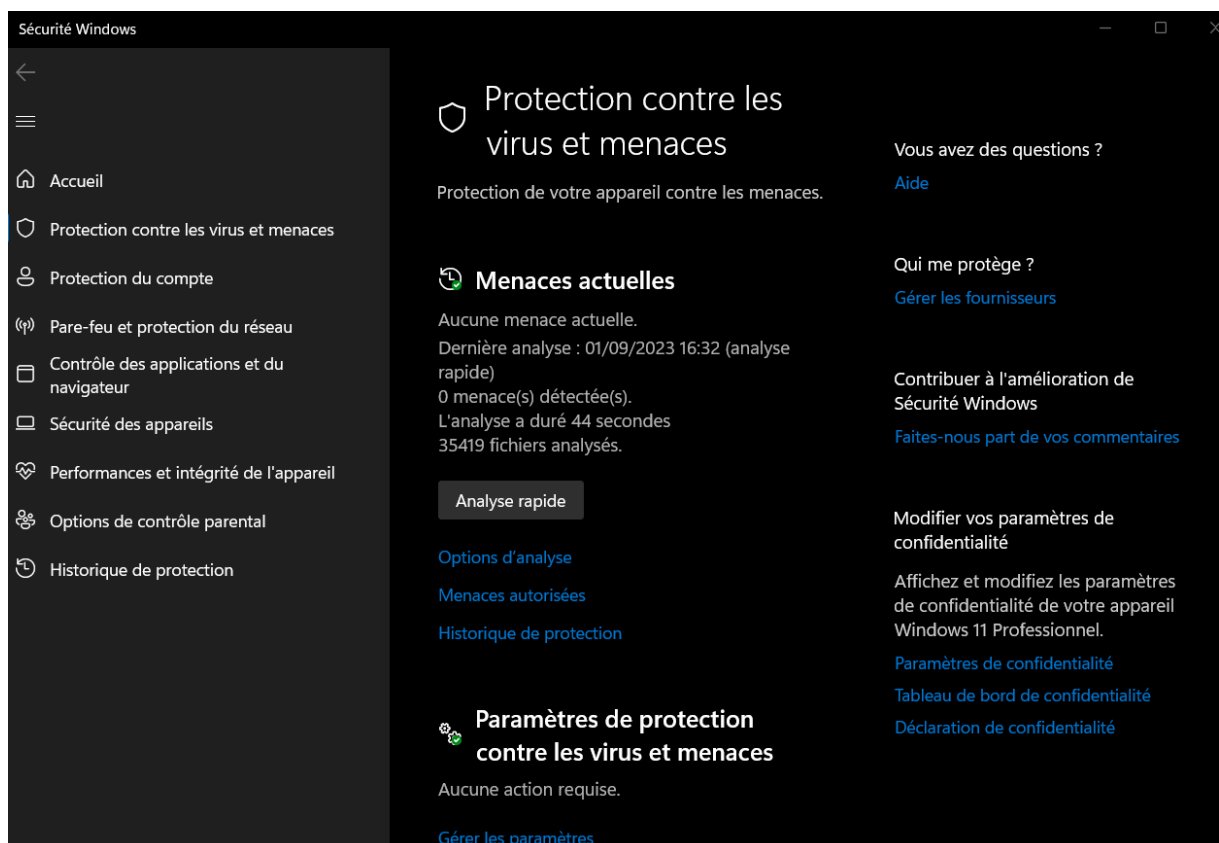 Sécurité Windows
Accueil
Protection contre les virus et menaces
Protection du compte
Pare-feu et protection du réseau
Contrôle des applications et du
navigateur
Sécurité des appareils
Performances et intégrité de l'appareil
Options de contrôle parental
Historique de protection
Protection contre les
virus et menaces
Protection de votre appareil contre les menaces.
Menaces actuelles
Aucune menace actuelle.
Dernière analyse : 01/09/2023 16:32 (analyse
rapide)
0 menace(s) détectée(s).
L'analyse a duré 44 secondes
35419 fichiers analysés.
Analyse rapide
Options d'analyse
Menaces autorisées
Historique de protection
Paramètres de protection
contre les virus et menaces
Aucune action requise.
Gérer les paramètres
Vous avez des questions ?
Aide
Qui me protège ?
Gérer les fournisseurs
Contribuer à l'amélioration de
Sécurité Windows
Faites-nous part de vos commentaires
Modifier vos paramètres de
confidentialité
Affichez et modifiez les paramètres
de confidentialité de votre appareil
Windows 11 Professionnel.
Paramètres de confidentialité
Tableau de bord de confidentialité
Déclaration de confidentialité